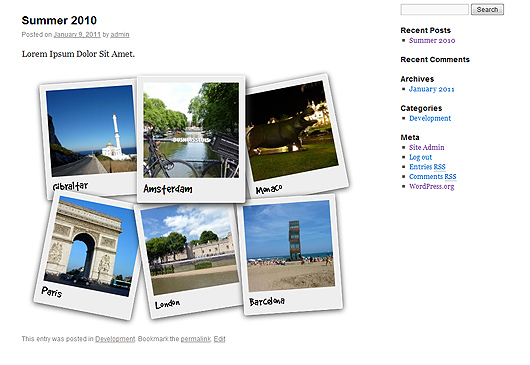 Search
Summer 2010
Posted on January 9, 2011 by admin
Lorem Ipsum Dolor Sit Amet.
Gibraltar
Amsterdam
Monaco
Paris
London
Barcelona
This entry was posted in Development. Bookmark the permalink. Edit
Recent Posts
Summer 2010
Recent Comments
Archives
January 2011
Categories
Development
Meta
Site Admin
Log out
Entries RSS
Comments RSS
WordPress.org